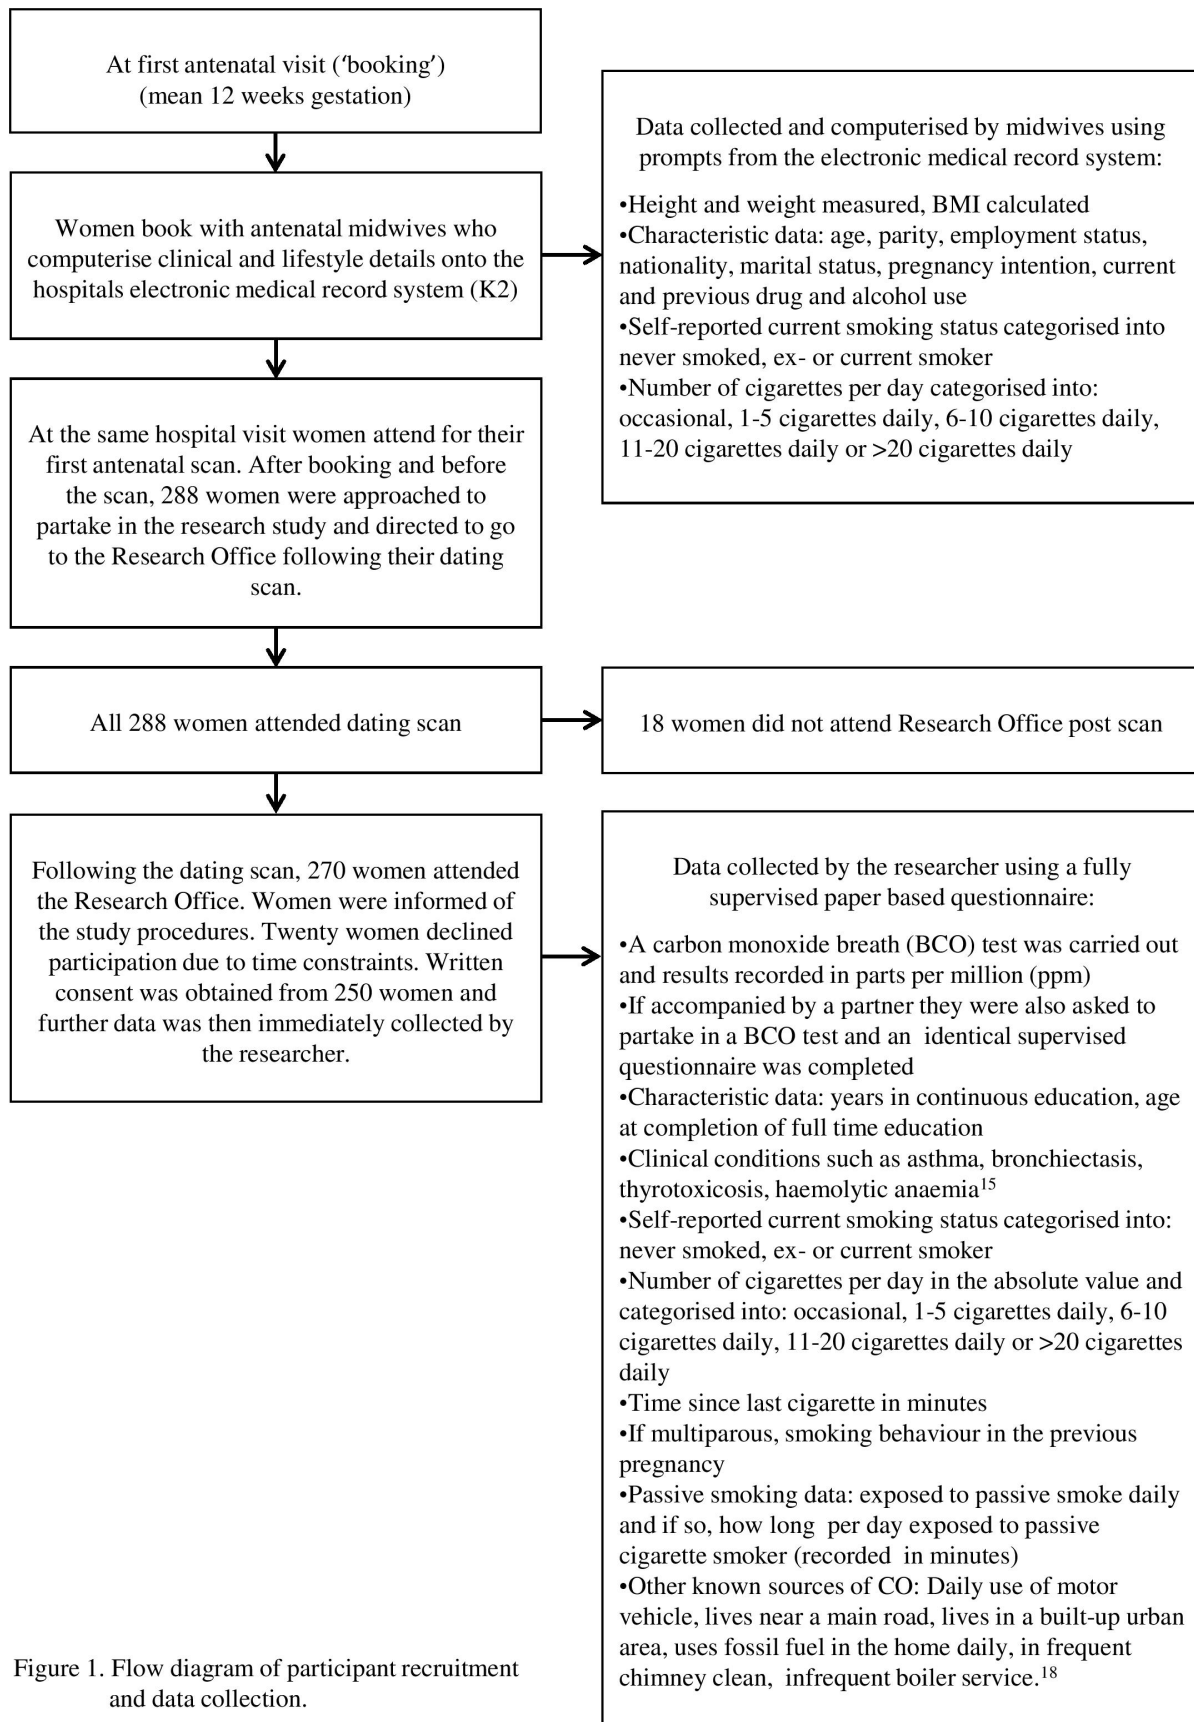 At first antenatal visit (‘booking’)
(mean 12 weeks gestation)
Women book with antenatal midwives who
computerise clinical and lifestyle details onto the
hospitals electronic medical record system (K2)
Data collected and computerised by midwives using
prompts from the electronic medical record system:
•Height and weight measured, BMI calculated
•Characteristic data: age, parity, employment status,
nationality, marital status, pregnancy intention, current
and previous drug and alcohol use
•Self-reported current smoking status categorised into
never smoked, ex- or current smoker
•Number of cigarettes per day categorised into:
occasional, 1-5 cigarettes daily, 6-10 cigarettes daily,
11-20 cigarettes daily or >20 cigarettes daily
At the same hospital visit women attend for their
first antenatal scan. After booking and before
the scan, 288 women were approached to
partake in the research study and directed to go
to the Research Office following their dating
scan.
All 288 women attended dating scan
18 women did not attend Research Office post scan
Following the dating scan, 270 women attended
the Research Office. Women were informed of
the study procedures. Twenty women declined
participation due to time constraints. Written
consent was obtained from 250 women and
further data was then immediately collected by
the researcher.
Data collected by the researcher using a fully
supervised paper based questionnaire:
•A carbon monoxide breath (BCO) test was carried out
and results recorded in parts per million (ppm)
•If accompanied by a partner they were also asked to
partake in a BCO test and an identical supervised
questionnaire was completed
•Characteristic data: years in continuous education, age
at completion of full time education
•Clinical conditions such as asthma, bronchiectasis,
thyrotoxicosis, haemolytic anaemia¹⁵
•Self-reported current smoking status categorised into:
never smoked, ex- or current smoker
•Number of cigarettes per day in the absolute value and
categorised into: occasional, 1-5 cigarettes daily, 6-10
cigarettes daily, 11-20 cigarettes daily or >20 cigarettes
daily
•Time since last cigarette in minutes
•If multiparous, smoking behaviour in the previous
pregnancy
•Passive smoking data: exposed to passive smoke daily
and if so, how long per day exposed to passive
cigarette smoker (recorded in minutes)
•Other known sources of CO: Daily use of motor
vehicle, lives near a main road, lives in a built-up urban
area, uses fossil fuel in the home daily, in frequent
chimney clean, infrequent boiler service.¹⁸
Figure 1. Flow diagram of participant recruitment
and data collection.